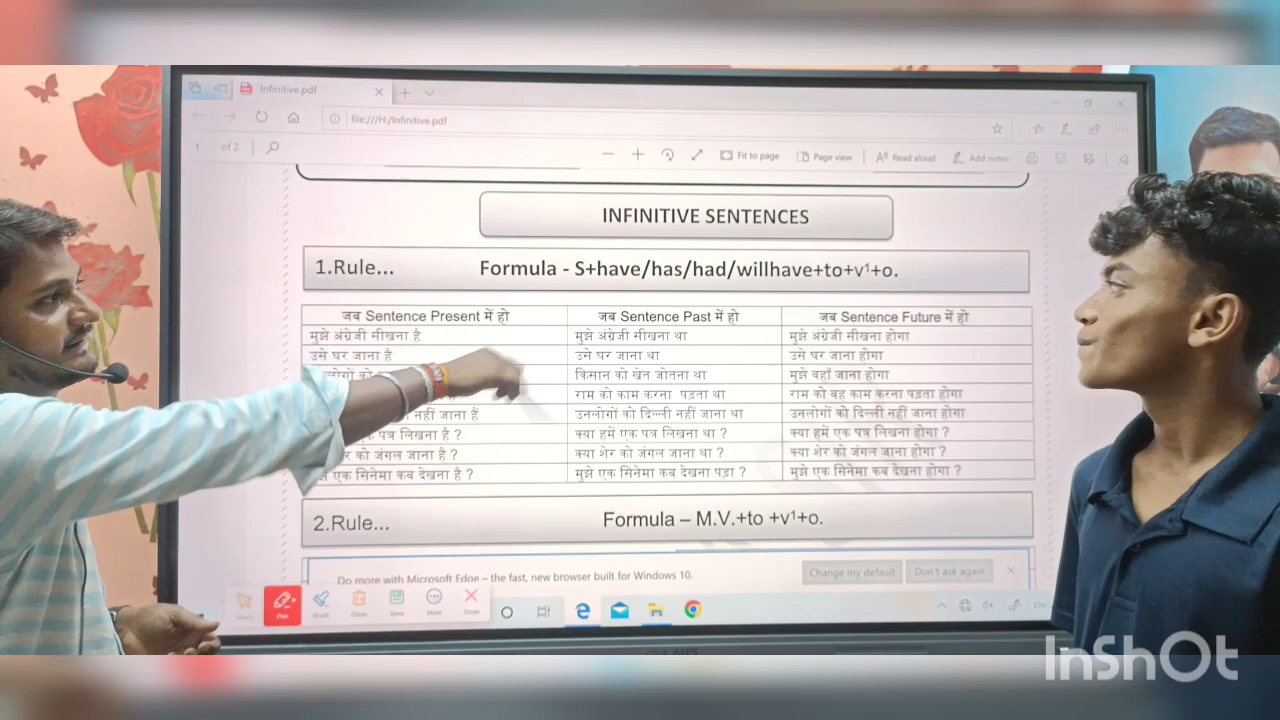 Infinitive.pdf
file:///H:/Infinitive.pdf
1 of 2 Fit to page Page view Read aloud Add notes
INFINITIVE SENTENCES
1.Rule... Formula - S+have/has/had/willhave+to+v¹+o.
जब Sentence Present में हो जब Sentence Past में हो जब Sentence Future में हो
मुझे अंग्रेजी सीखना है मुझे अंग्रेजी सीखना था मुझे अंग्रेजी सीखना होगा
उसे घर जाना है उसे घर जाना था उसे घर जाना होगा
किसान को खेत जोतना था मुझे वहाँ जाना होगा
राम को काम करना पड़ता था राम को वह काम करना पड़ता होगा
नहीं जाना हैं उनलोगों को दिल्ली नहीं जाना था उनलोगों को दिल्ली नहीं जाना होगा
एक पत्र लिखना है ? क्या हमें एक पत्र लिखना था ? क्या हमें एक पत्र लिखना होगा ?
को जंगल जाना है ? क्या शेर को जंगल जाना था ? क्या शेर को जंगल जाना होगा ?
एक सिनेमा कब देखना है ? मुझे एक सिनेमा कब देखना पड़ा ? मुझे एक सिनेमा कब देखना होगा ?
2.Rule... Formula – M.V.+to +v¹+o.
Do more with Microsoft Edge – the fast, new browser built for Windows 10. Change my default Don't ask again
Select Pen Brush Clean Save More Close
InShOt